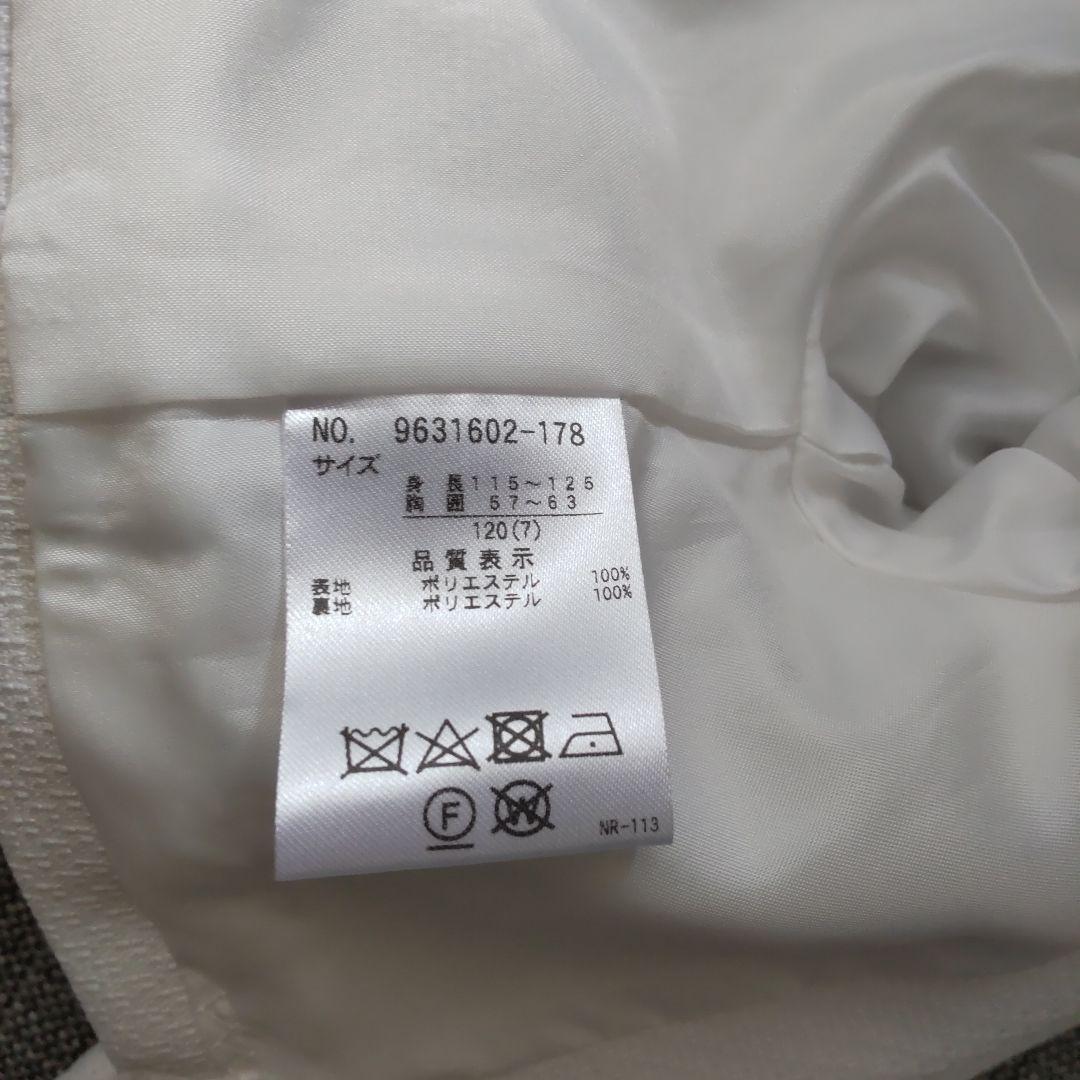 NO. 9631602-178
サイズ
身長115～125
胸囲 57～63
120(7)
品質表示
表地 ポリエステル 100%
裏地 ポリエステル 100%
F W
NR-113